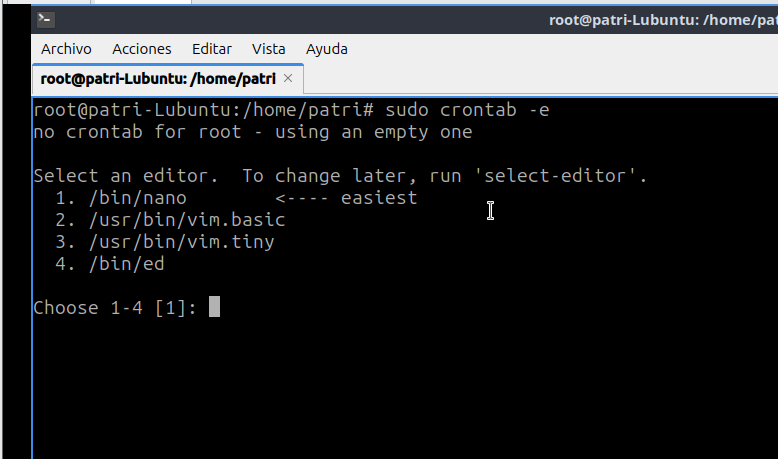 root@patri-Lubuntu: /home/pat
Archivo Acciones Editar Vista Ayuda
root@patri-Lubuntu: /home/patri ×
root@patri-Lubuntu:/home/patri# sudo crontab -e
no crontab for root - using an empty one
Select an editor.  To change later, run 'select-editor'.
  1. /bin/nano        <---- easiest
  2. /usr/bin/vim.basic
  3. /usr/bin/vim.tiny
  4. /bin/ed
Choose 1-4 [1]: